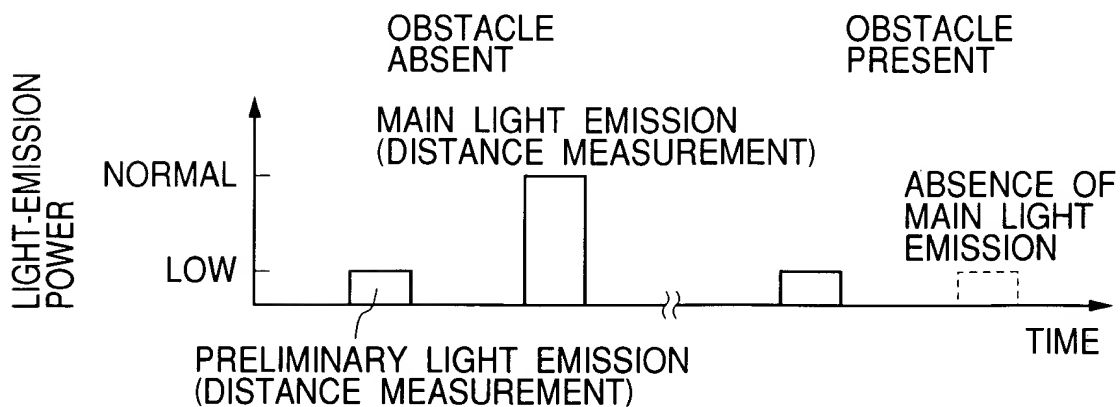 OBSTACLE
ABSENT
OBSTACLE
PRESENT
LIGHT-EMISSION
POWER
MAIN LIGHT EMISSION
(DISTANCE MEASUREMENT)
NORMAL
ABSENCE OF
MAIN LIGHT
EMISSION
LOW
TIME
PRELIMINARY LIGHT EMISSION
(DISTANCE MEASUREMENT)